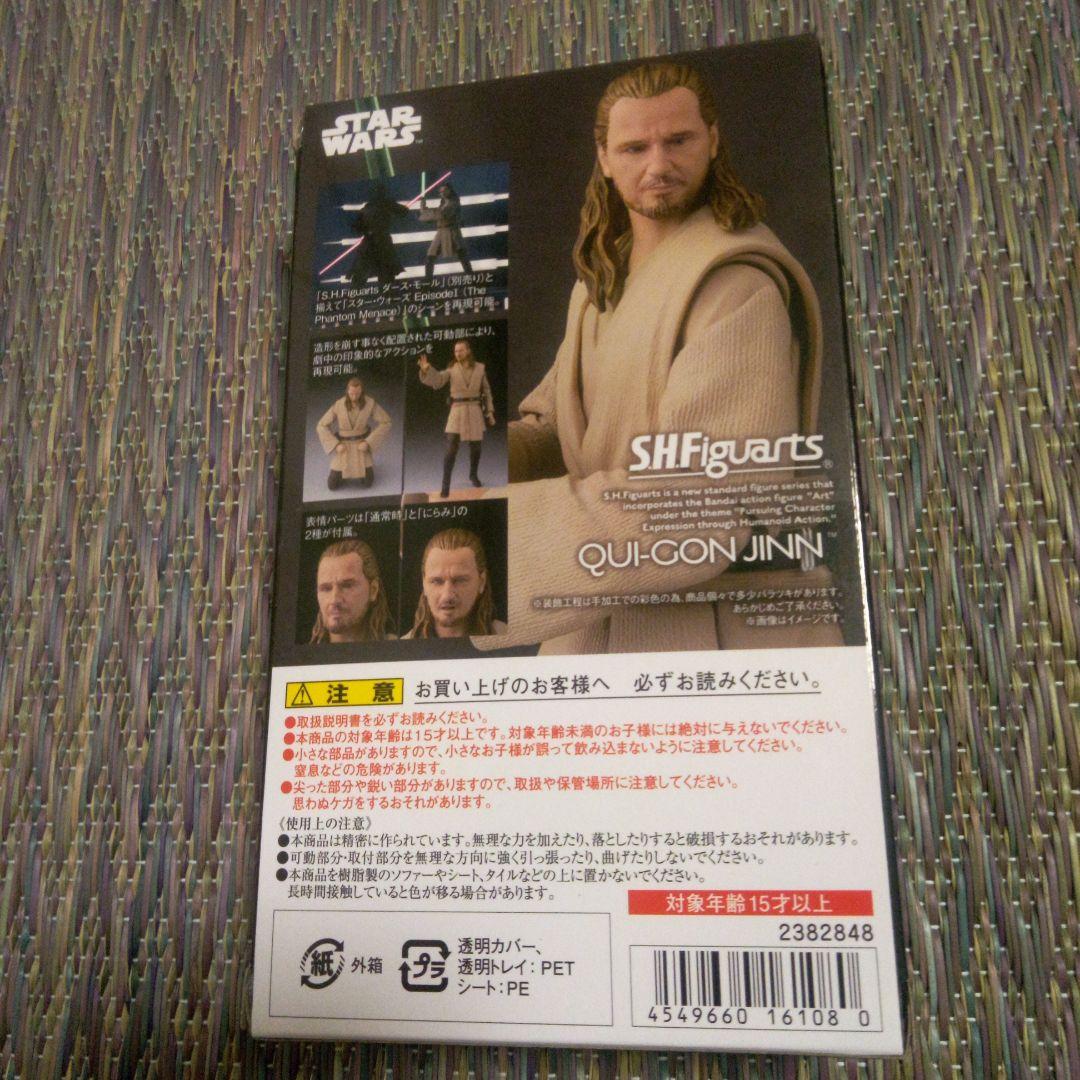 STAR
WARS™
「S.H.Figuarts ダース・モール」(別売り)と
揃えて「スター・ウォーズ EpisodeⅠ (The
Phantom Menace)」のシーンを再現可能。
造形を崩す事なく配置された可動部により、
劇中の印象的なアクションを
再現可能。
表情パーツは「通常時」と「にらみ」の
2種が付属。
S.H.Figuarts®
S.H.Figuarts is a new standard figure series that
incorporates the Bandai action figure "Art"
under the theme "Pursuing Character
Expression through Humanoid Action."
QUI-GON JINN™
※装飾工程は手加工での彩色の為、商品個々で多少バラツキがあります。
あらかじめご了承ください。
※画像はイメージです。
注意 お買い上げのお客様へ 必ずお読みください。
●取扱説明書を必ずお読みください。
●本商品の対象年齢は15才以上です。対象年齢未満のお子様には絶対に与えないでください。
●小さな部品がありますので、小さなお子様が誤って飲み込まないように注意してください。
窒息などの危険があります。
●尖った部分や鋭い部分がありますので、取扱や保管場所に注意してください。
思わぬケガをするおそれがあります。
《使用上の注意》
●本商品は精密に作られています。無理な力を加えたり、落としたりすると破損するおそれがあります。
●可動部分・取付部分を無理な方向に強く引っ張ったり、曲げたりしないでください。
●本商品を樹脂製のソファーやシート、タイルなどの上に置かないでください。
長時間接触していると色が移る場合があります。
対象年齢15才以上
2382848
紙 外箱
プラ 透明カバー、
透明トレイ：PET
シート：PE
4549660 16108 0